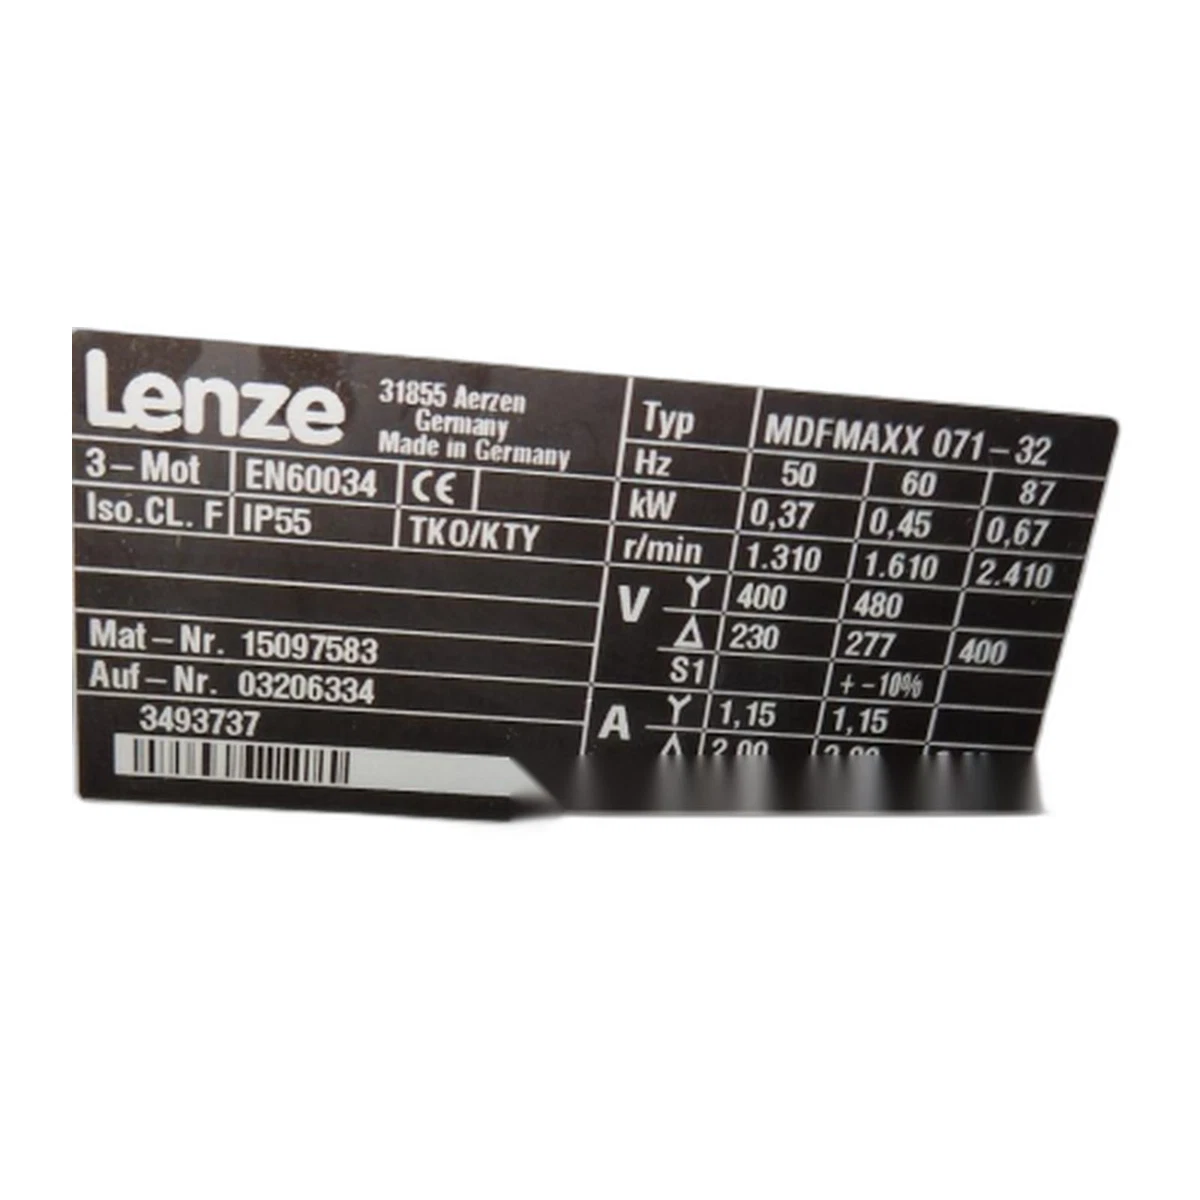 Lenze
31855 Aerzen
Germany
Made in Germany
3-Mot EN60034 CE
Iso.CL. F IP55 TKO/KTY
Mat-Nr. 15097583
Auf-Nr. 03206334
3493737
Typ MDFMAXX 071-32
Hz 50 60 87
kW 0,37 0,45 0,67
r/min 1.310 1.610 2.410
V Y 400 480
Δ 230 277 400
S1 +-10%
A Y 1,15 1,15
Δ 2,00